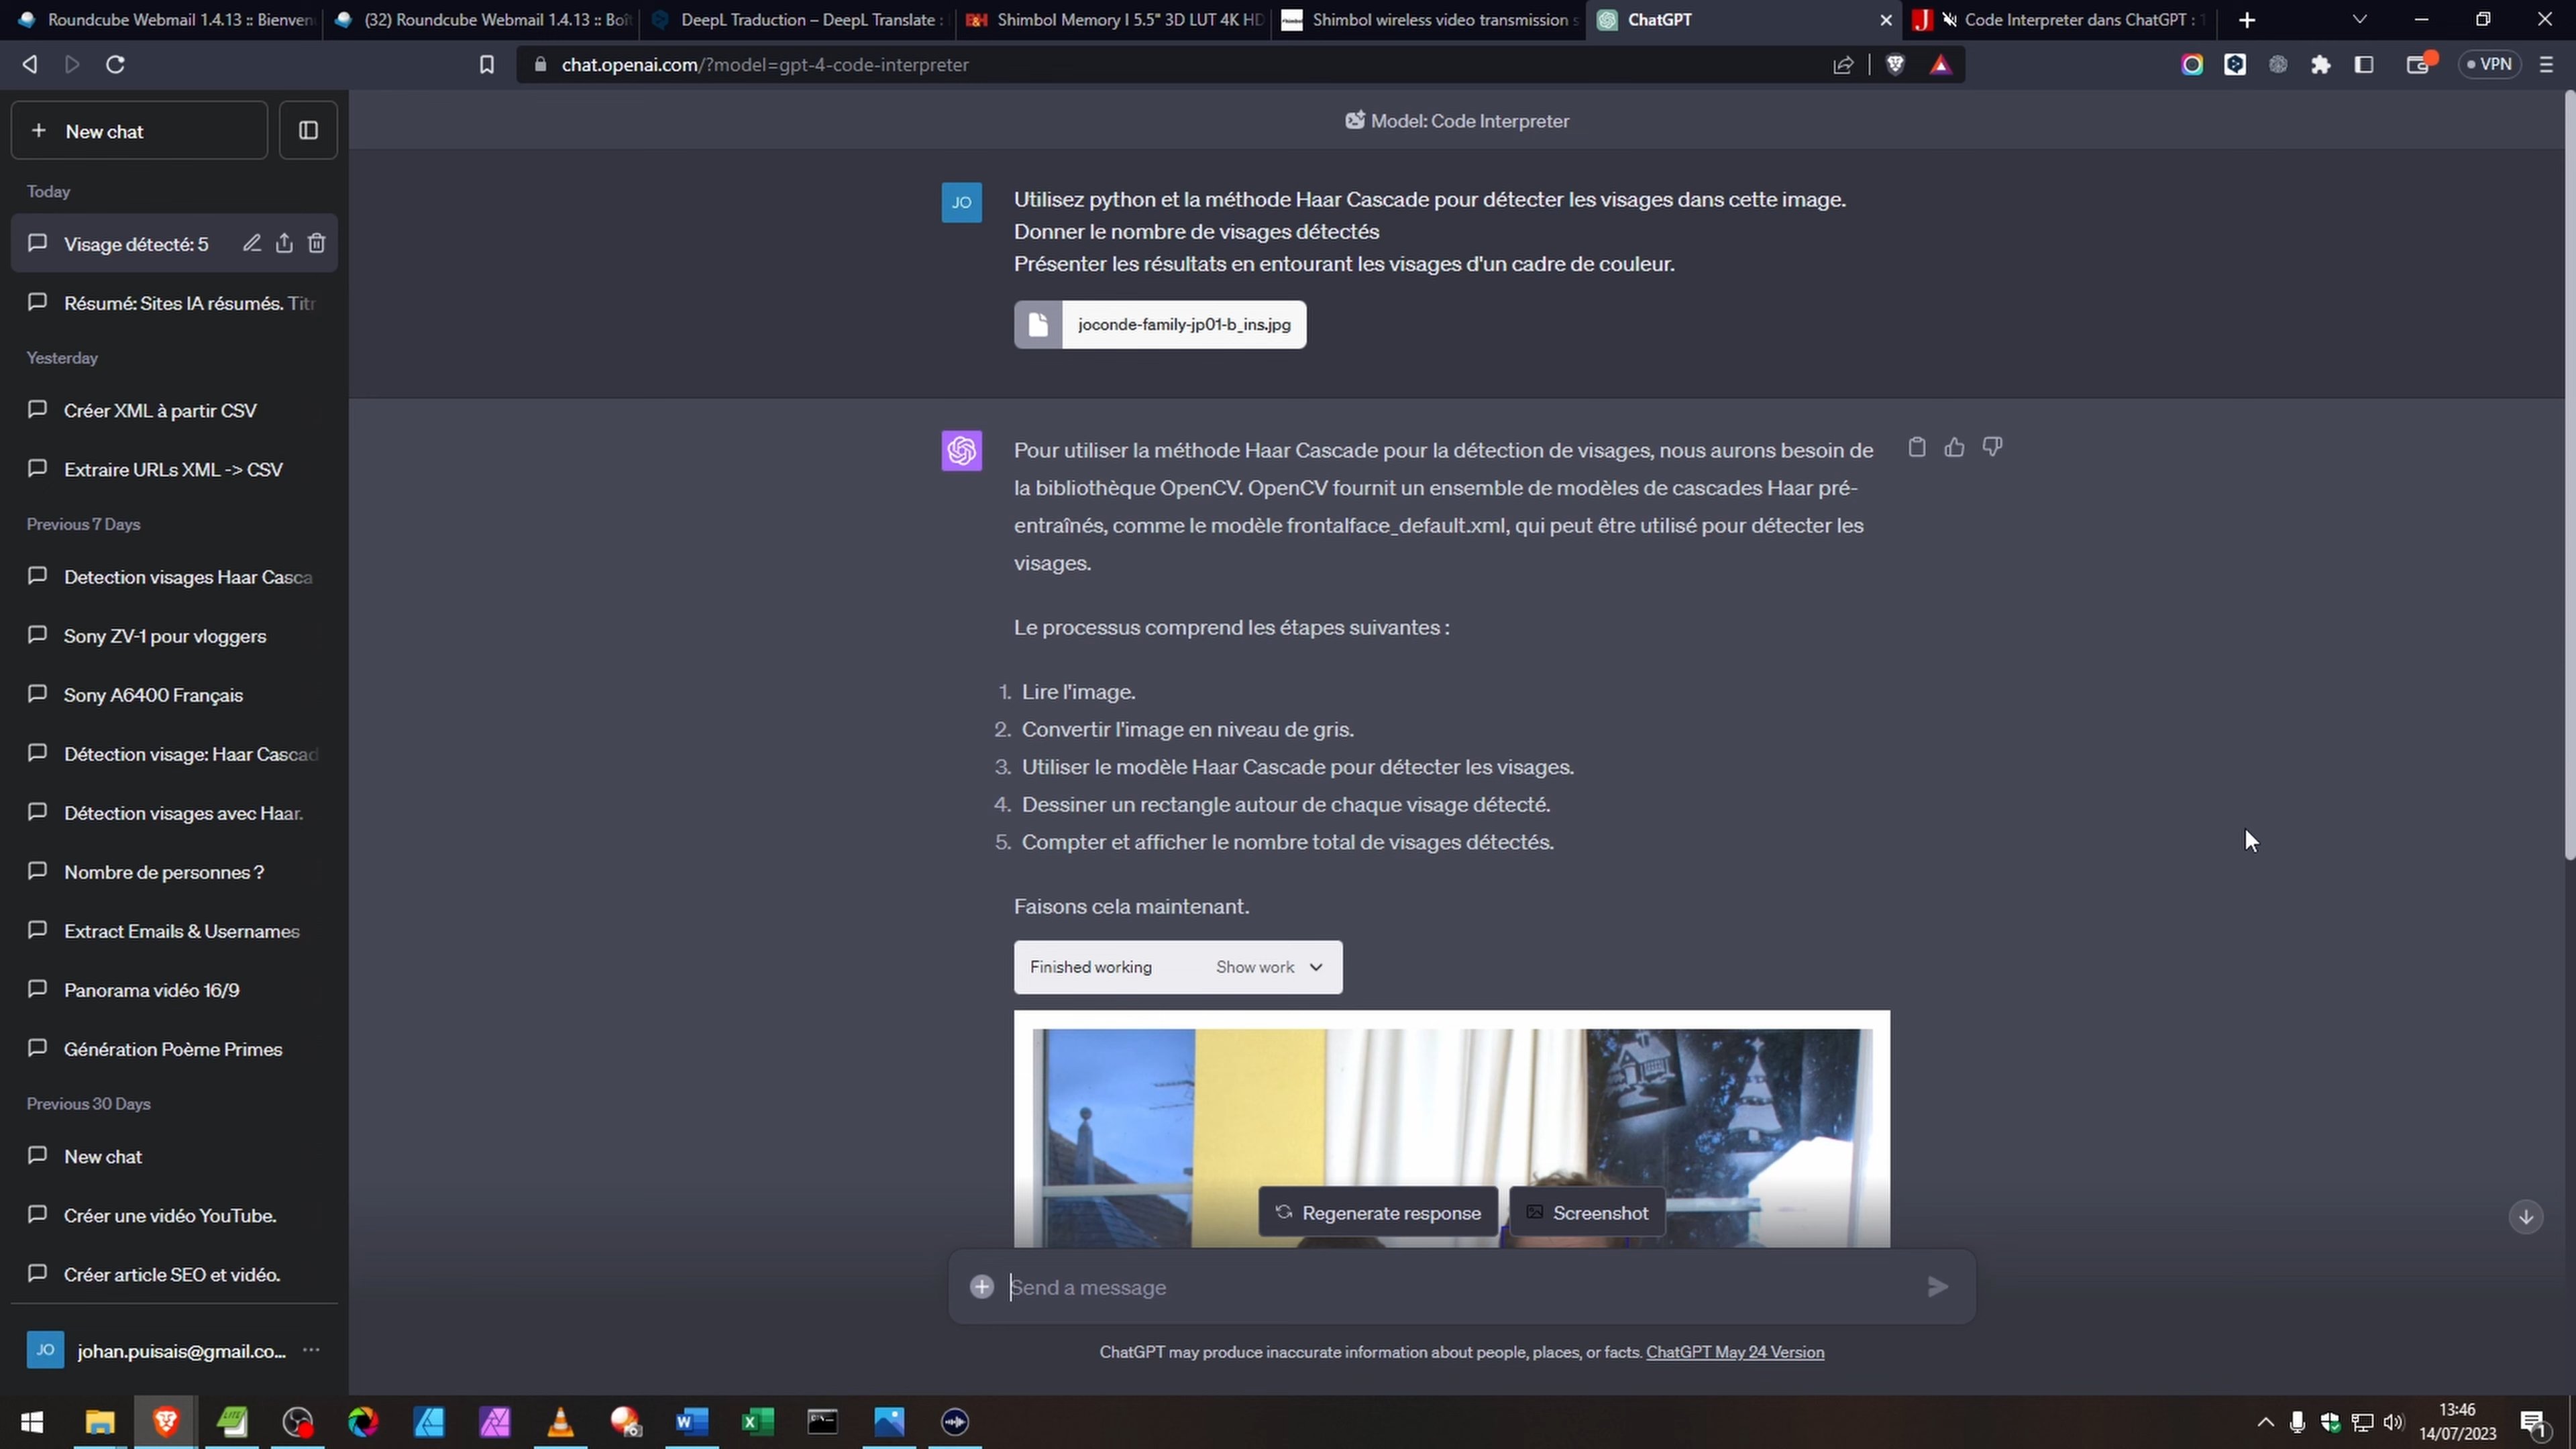 Roundcube Webmail 1.4.13 :: Bienven
(32) Roundcube Webmail 1.4.13 :: Boît
DeepL Traduction – DeepL Translate :
Shimbol Memory I 5.5" 3D LUT 4K HD
Shimbol wireless video transmission s
ChatGPT
Code Interpreter dans ChatGPT : 1
chat.openai.com/?model=gpt-4-code-interpreter
VPN
New chat
Today
Visage détecté: 5
Résumé: Sites IA résumés. Titr
Yesterday
Créer XML à partir CSV
Extraire URLs XML -> CSV
Previous 7 Days
Detection visages Haar Casca
Sony ZV-1 pour vloggers
Sony A6400 Français
Détection visage: Haar Cascad
Détection visages avec Haar.
Nombre de personnes ?
Extract Emails & Usernames
Panorama vidéo 16/9
Génération Poème Primes
Previous 30 Days
New chat
Créer une vidéo YouTube.
Créer article SEO et vidéo.
JO
johan.puisais@gmail.co...
Model: Code Interpreter
JO
Utilisez python et la méthode Haar Cascade pour détecter les visages dans cette image.
Donner le nombre de visages détectés
Présenter les résultats en entourant les visages d'un cadre de couleur.
joconde-family-jp01-b_ins.jpg
Pour utiliser la méthode Haar Cascade pour la détection de visages, nous aurons besoin de
la bibliothèque OpenCV. OpenCV fournit un ensemble de modèles de cascades Haar pré-
entraînés, comme le modèle frontalface_default.xml, qui peut être utilisé pour détecter les
visages.
Le processus comprend les étapes suivantes :
1. Lire l'image.
2. Convertir l'image en niveau de gris.
3. Utiliser le modèle Haar Cascade pour détecter les visages.
4. Dessiner un rectangle autour de chaque visage détecté.
5. Compter et afficher le nombre total de visages détectés.
Faisons cela maintenant.
Finished working Show work
Regenerate response
Screenshot
Send a message
ChatGPT may produce inaccurate information about people, places, or facts. ChatGPT May 24 Version
13:46
14/07/2023
1